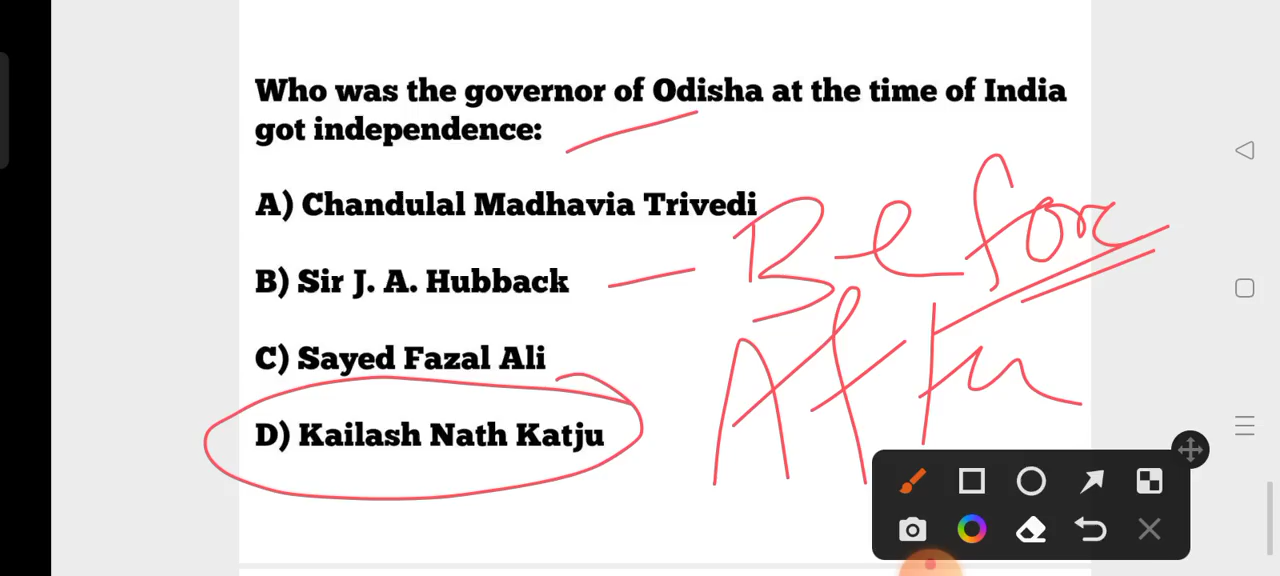 Who was the governor of Odisha at the time of India
got independence:
A) Chandulal Madhavia Trivedi
B) Sir J. A. Hubback
Before
C) Sayed Fazal Ali
After
D) Kailash Nath Katju